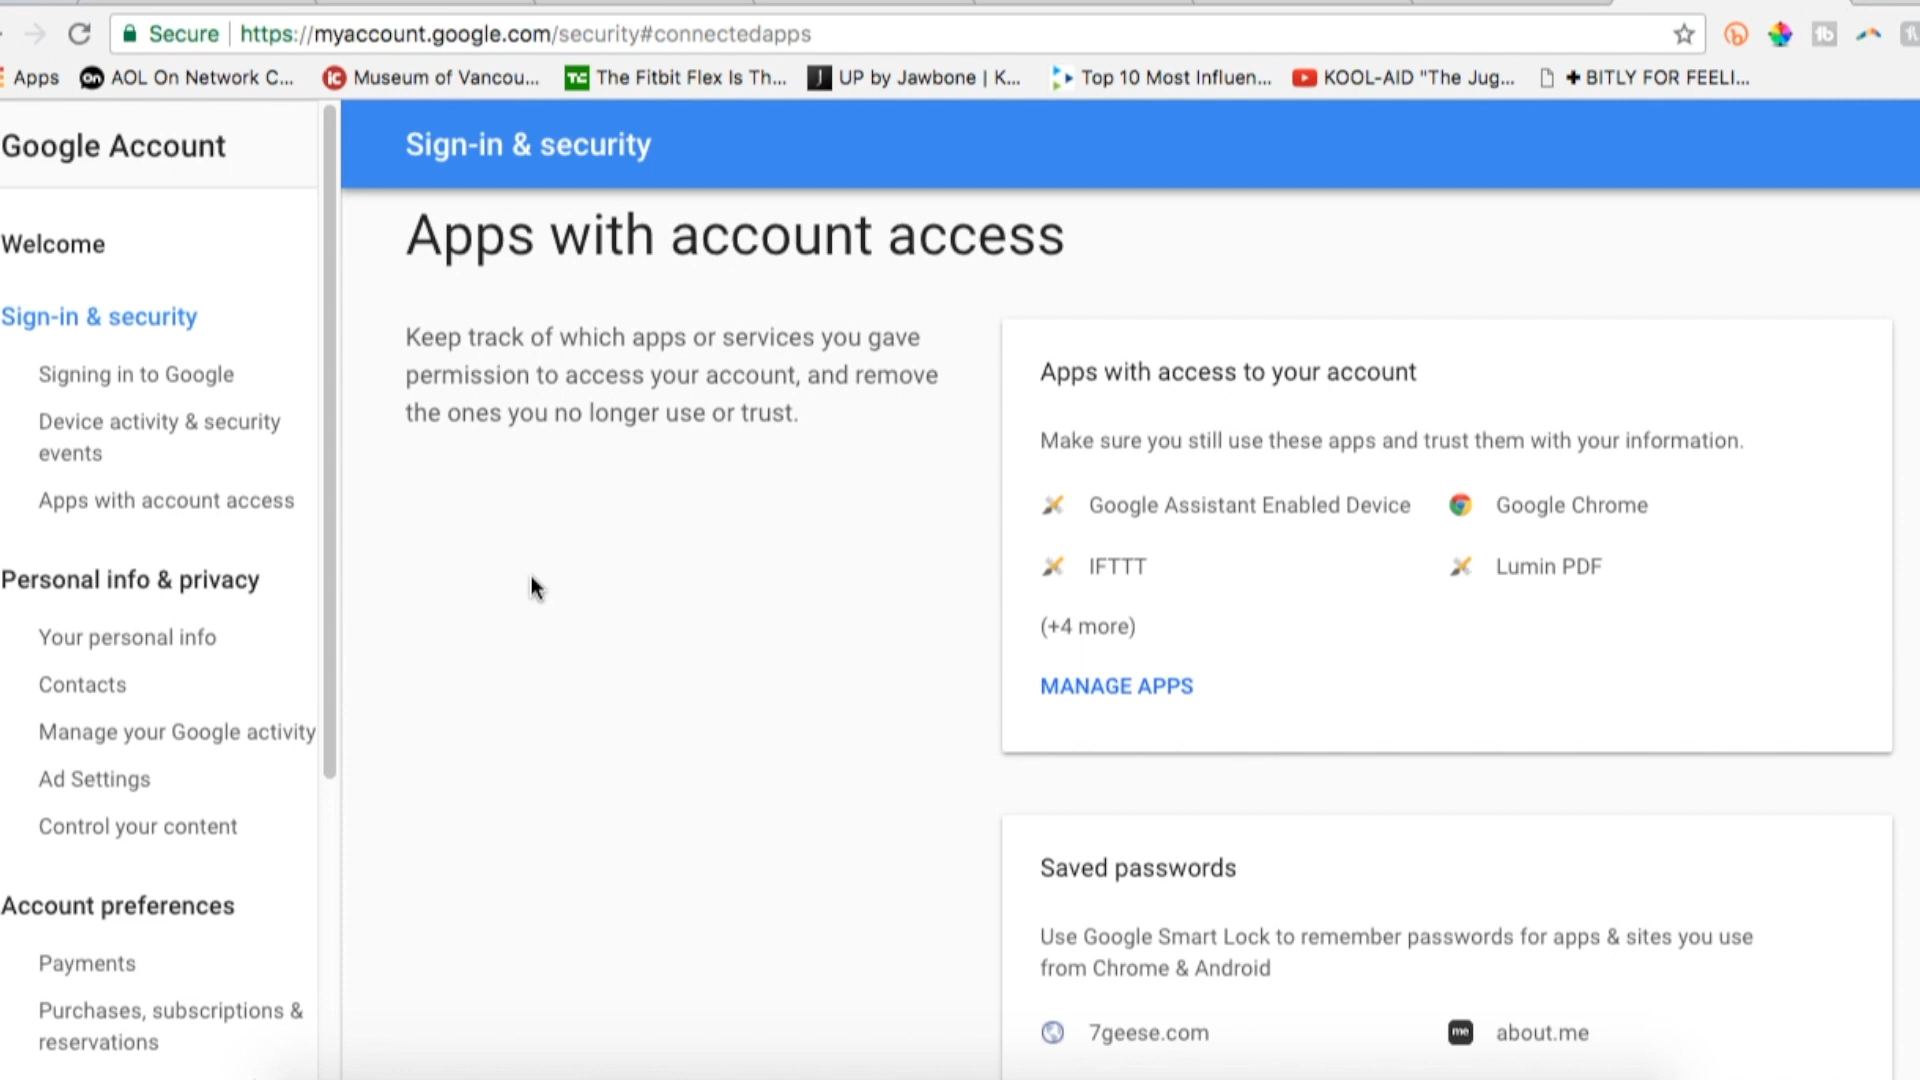 Secure https://myaccount.google.com/security#connectedapps
Apps AOL On Network C... Museum of Vancou... The Fitbit Flex Is Th... UP by Jawbone | K... Top 10 Most Influen... KOOL-AID "The Jug... ✚ BITLY FOR FEELI...
Google Account
Sign-in & security
Welcome
Sign-in & security
Signing in to Google
Device activity & security
events
Apps with account access
Personal info & privacy
Your personal info
Contacts
Manage your Google activity
Ad Settings
Control your content
Account preferences
Payments
Purchases, subscriptions &
reservations
Apps with account access
Keep track of which apps or services you gave
permission to access your account, and remove
the ones you no longer use or trust.
Apps with access to your account
Make sure you still use these apps and trust them with your information.
Google Assistant Enabled Device Google Chrome
IFTTT Lumin PDF
(+4 more)
MANAGE APPS
Saved passwords
Use Google Smart Lock to remember passwords for apps & sites you use
from Chrome & Android
7geese.com me about.me